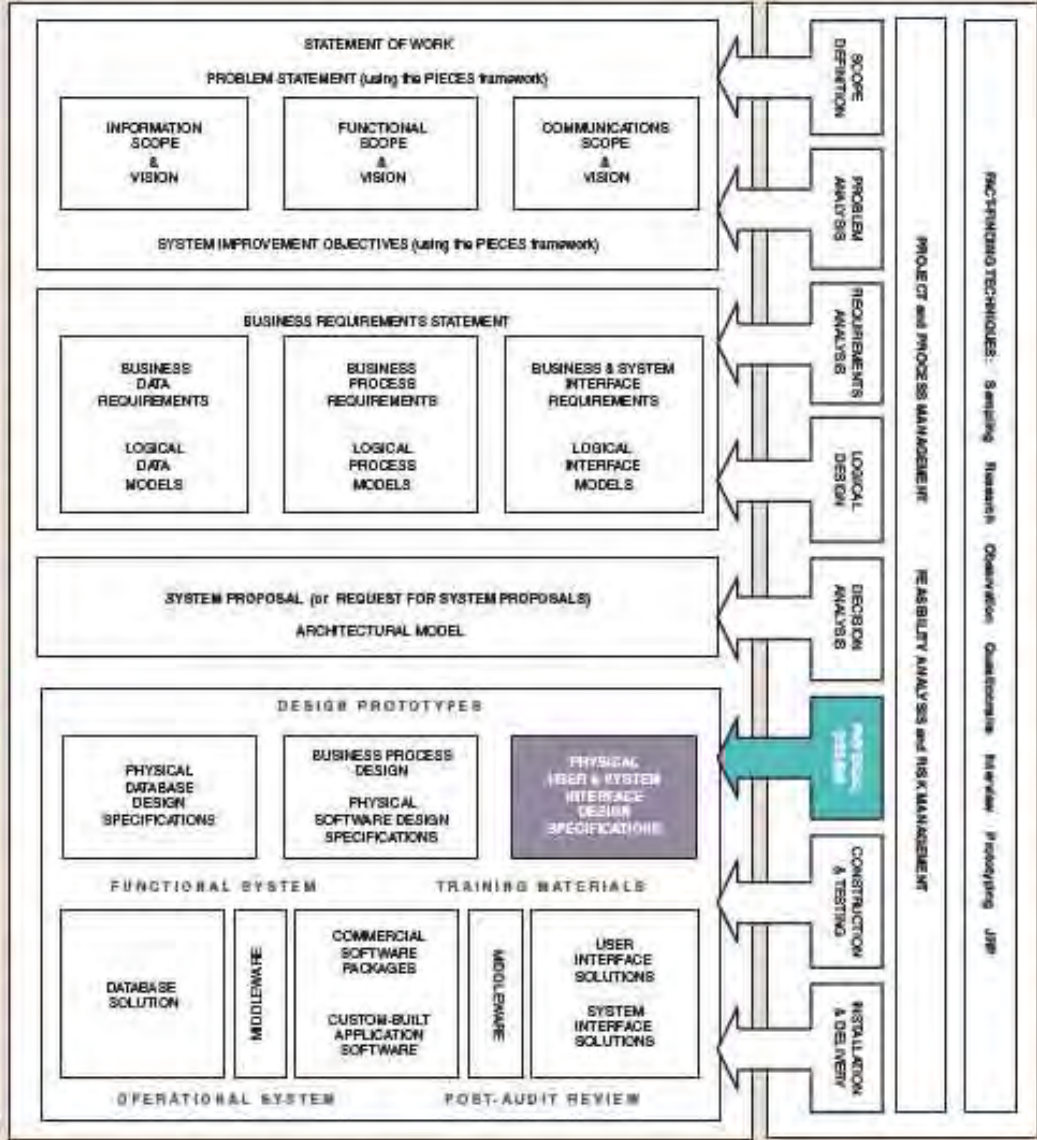 STATEMENT OF WORK
PROBLEM STATEMENT (using the PIECES framework)
INFORMATION
SCOPE
&
VISION
FUNCTIONAL
SCOPE
&
VISION
COMMUNICATIONS
SCOPE
&
VISION
SYSTEM IMPROVEMENT OBJECTIVES (using the PIECES framework)
BUSINESS REQUIREMENTS STATEMENT
BUSINESS
DATA
REQUIREMENTS
LOGICAL
DATA
MODELS
BUSINESS
PROCESS
REQUIREMENTS
LOGICAL
PROCESS
MODELS
BUSINESS & SYSTEM
INTERFACE
REQUIREMENTS
LOGICAL
INTERFACE
MODELS
SYSTEM PROPOSAL (or REQUEST FOR SYSTEM PROPOSALS)
ARCHITECTURAL MODEL
DESIGN PROTOTYPES
PHYSICAL
DATABASE
DESIGN
SPECIFICATIONS
BUSINESS PROCESS
DESIGN
PHYSICAL
SOFTWARE DESIGN
SPECIFICATIONS
PHYSICAL
USER & SYSTEM
INTERFACE
DESIGN
SPECIFICATIONS
FUNCTIONAL SYSTEM
TRAINING MATERIALS
DATABASE
SOLUTION
MIDDLEWARE
COMMERCIAL
SOFTWARE
PACKAGES
CUSTOM-BUILT
APPLICATION
SOFTWARE
MIDDLEWARE
USER
INTERFACE
SOLUTIONS
SYSTEM
INTERFACE
SOLUTIONS
OPERATIONAL SYSTEM
POST-AUDIT REVIEW
SCOPE
DEFINITION
PROBLEM
ANALYSIS
REQUIREMENTS
ANALYSIS
LOGICAL
DESIGN
DECISION
ANALYSIS
PHYSICAL
DESIGN
CONSTRUCTION
& TESTING
INSTALLATION
& DELIVERY
PROJECT and PROCESS MANAGEMENT FEASIBILITY ANALYSIS and RISK MANAGEMENT
FACT-FINDING TECHNIQUES: Sampling Research Observation Questionnaire Interview Prototyping JRP